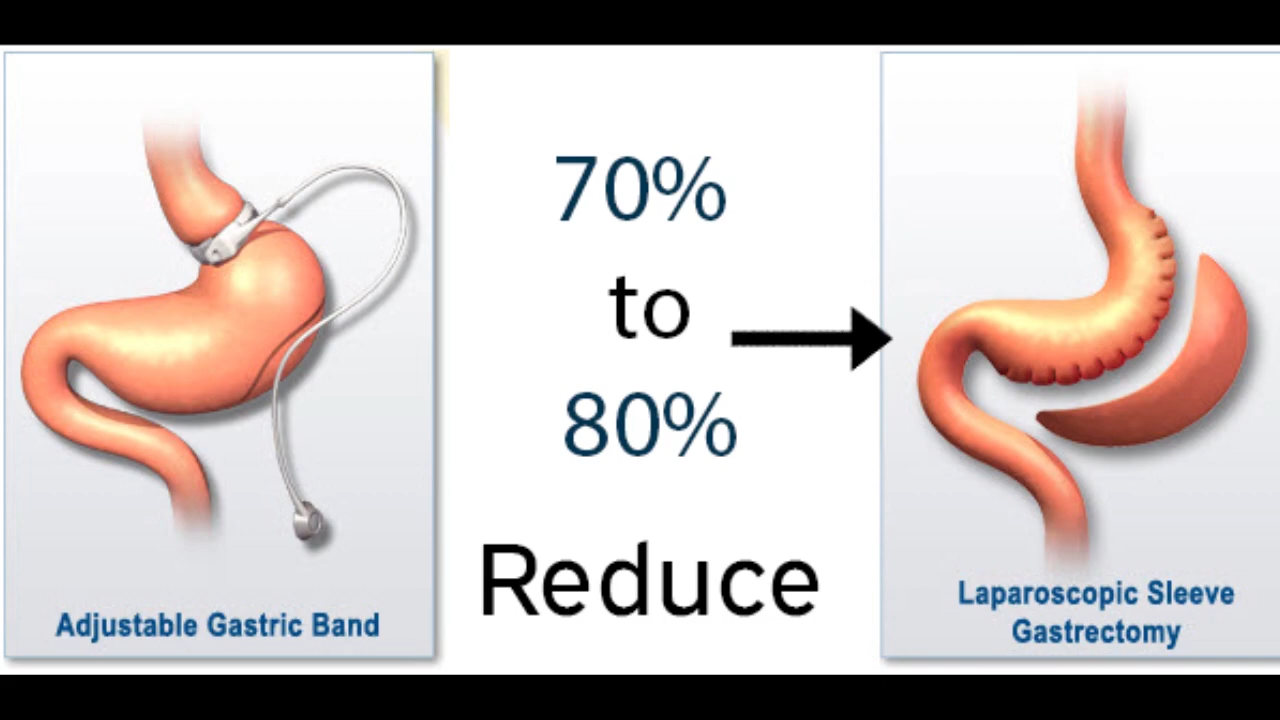 70%
to
80%
Reduce
Adjustable Gastric Band
Laparoscopic Sleeve
Gastrectomy